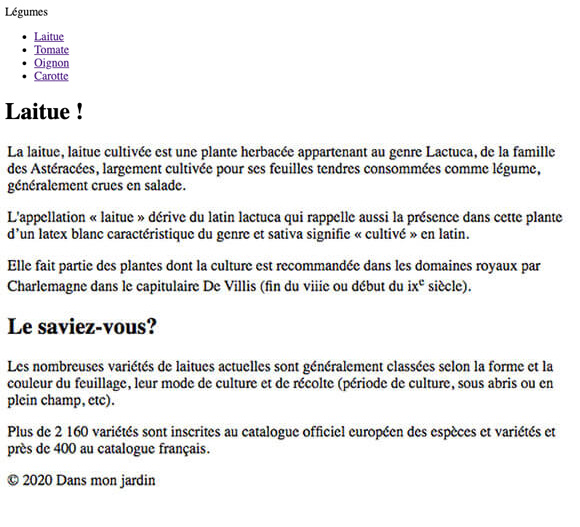 Légumes
Laitue
Tomate
Oignon
Carotte
Laitue !
La laitue, laitue cultivée est une plante herbacée appartenant au genre Lactuca, de la famille
des Astéracées, largement cultivée pour ses feuilles tendres consommées comme légume,
généralement crues en salade.
L'appellation « laitue » dérive du latin lactuca qui rappelle aussi la présence dans cette plante
d’un latex blanc caractéristique du genre et sativa signifie « cultivé » en latin.
Elle fait partie des plantes dont la culture est recommandée dans les domaines royaux par
Charlemagne dans le capitulaire De Villis (fin du viiie ou début du ixe siècle).
Le saviez-vous?
Les nombreuses variétés de laitues actuelles sont généralement classées selon la forme et la
couleur du feuillage, leur mode de culture et de récolte (période de culture, sous abris ou en
plein champ, etc).
Plus de 2 160 variétés sont inscrites au catalogue officiel européen des espèces et variétés et
près de 400 au catalogue français.
© 2020 Dans mon jardin